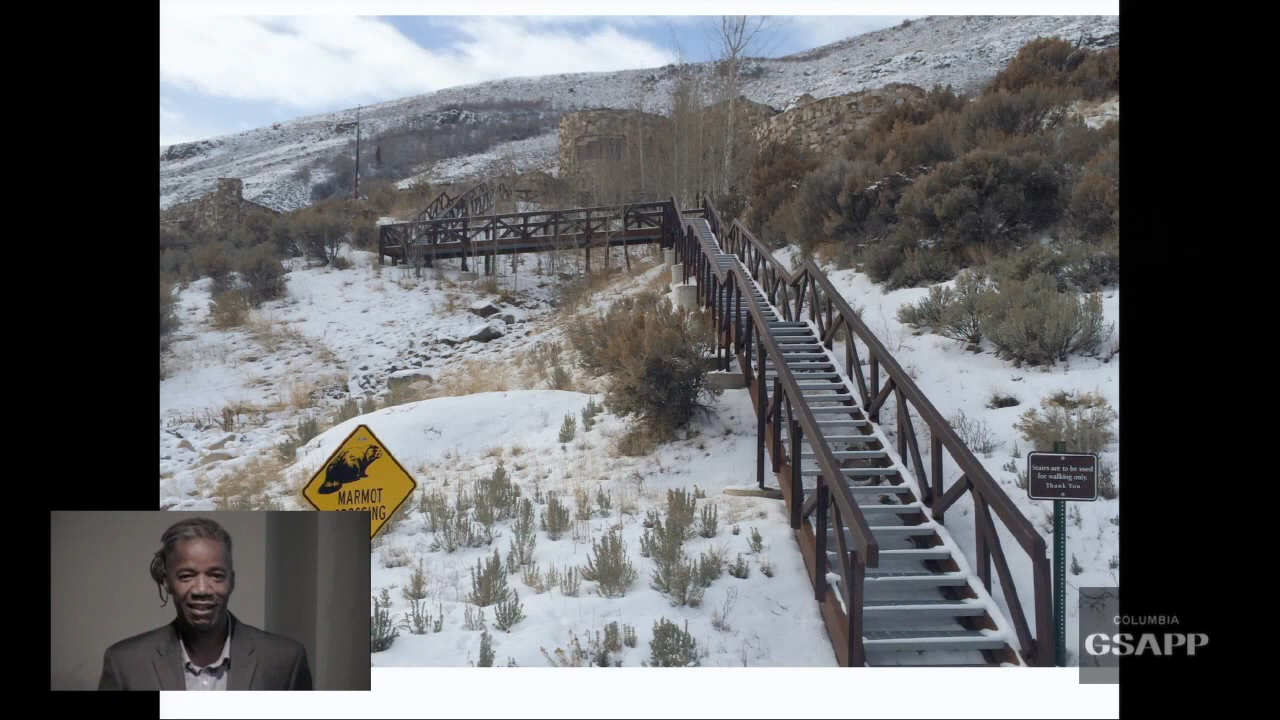 MARMOT
CROSSING
Stairs are to be used
for walking only.
Thank You
COLUMBIA
GSAPP